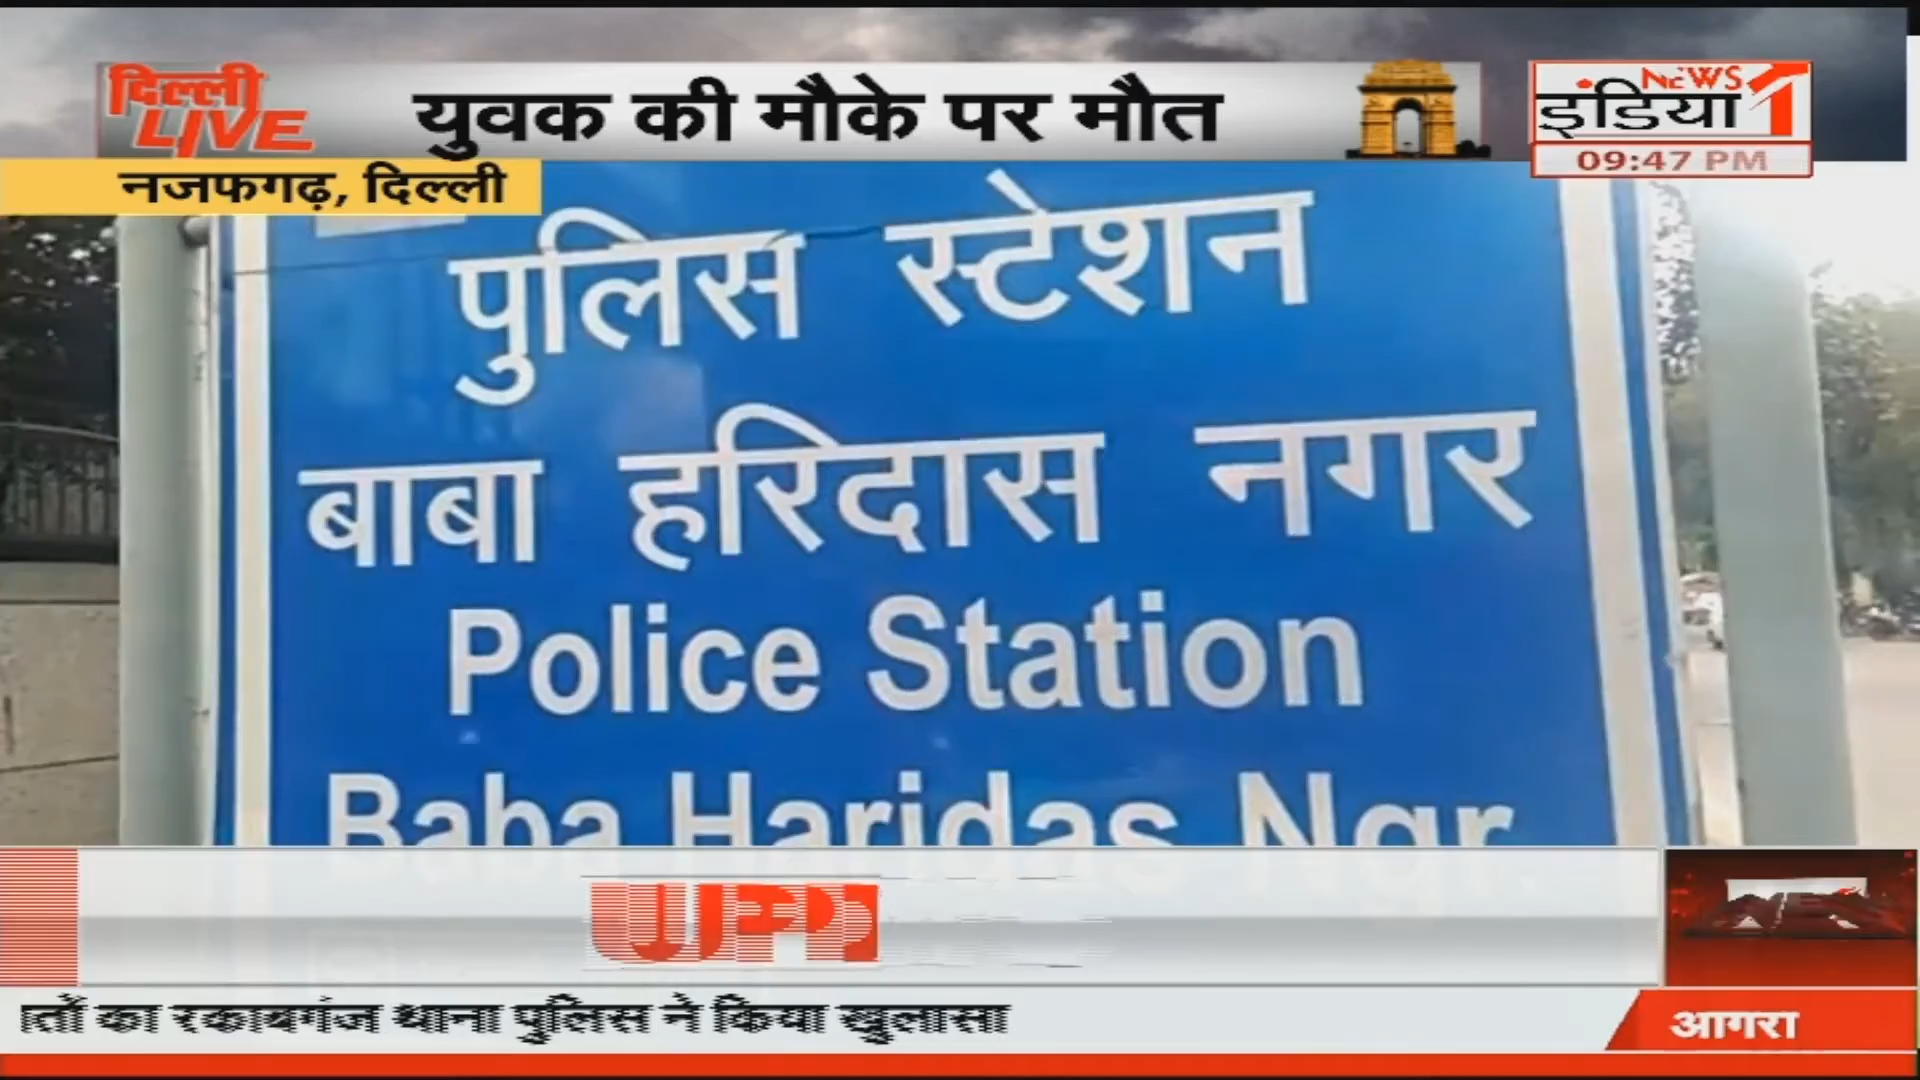 दिल्ली
LIVE
युवक की मौके पर मौत
NEWS
इंडिया 1
09:47 PM
नजफगढ़, दिल्ली
पुलिस स्टेशन
बाबा हरिदास नगर
Police Station
Baba Haridas Ngr.
का रकाबगंज थाना पुलिस ने किया खुलासा
आगरा